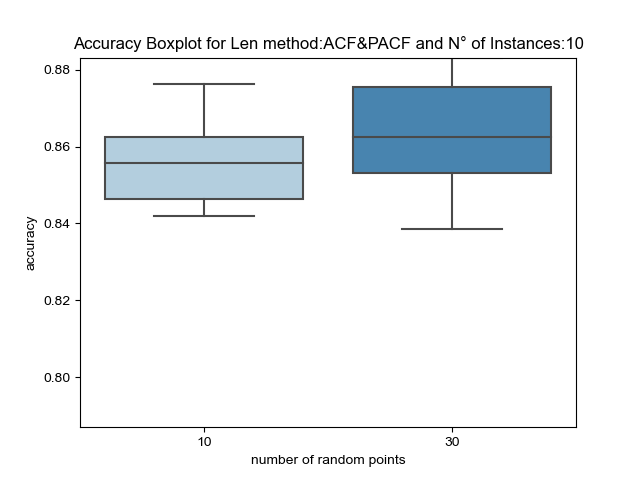 Accuracy Boxplot for Len method:ACF&PACF and N° of Instances:10
0.88
0.86
0.84
0.82
0.80
accuracy
10
30
number of random points